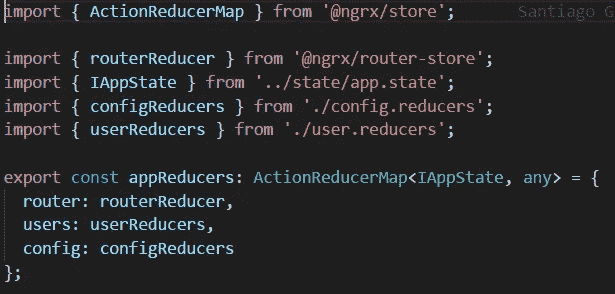 import { ActionReducerMap } from '@ngrx/store'; Santiago G
import { routerReducer } from '@ngrx/router-store';
import { IAppState } from '../state/app.state';
import { configReducers } from './config.reducers';
import { userReducers } from './user.reducers';
export const appReducers: ActionReducerMap<IAppState, any> = {
router: routerReducer,
users: userReducers,
config: configReducers
};